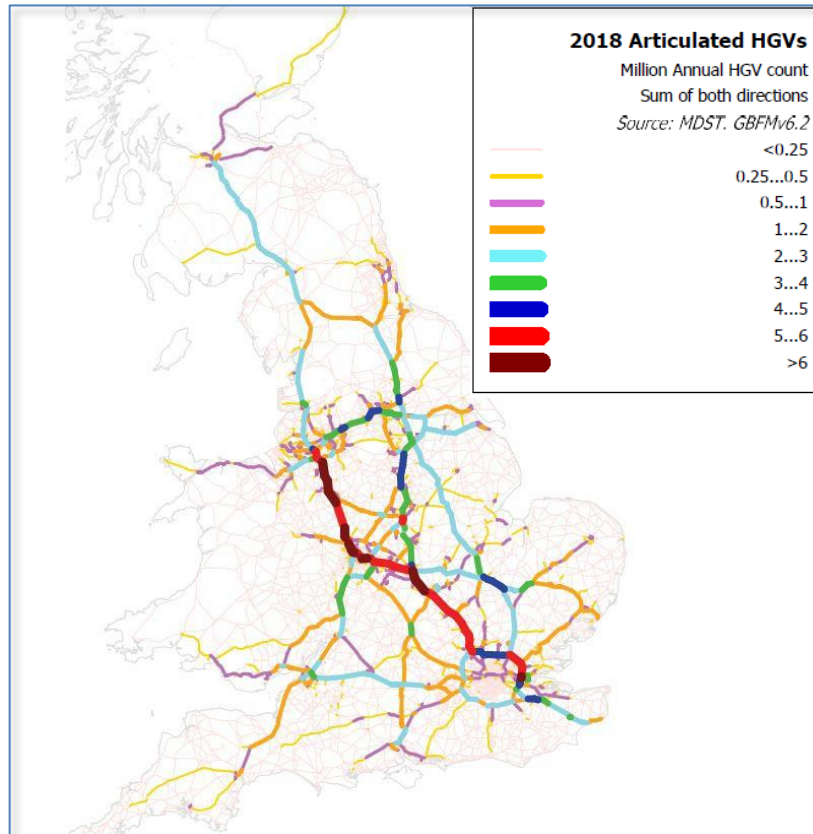 2018 Articulated HGVs
Million Annual HGV count
Sum of both directions
Source: MDST. GBFMv6.2
<0.25
0.25...0.5
0.5...1
1...2
2...3
3...4
4...5
5...6
>6